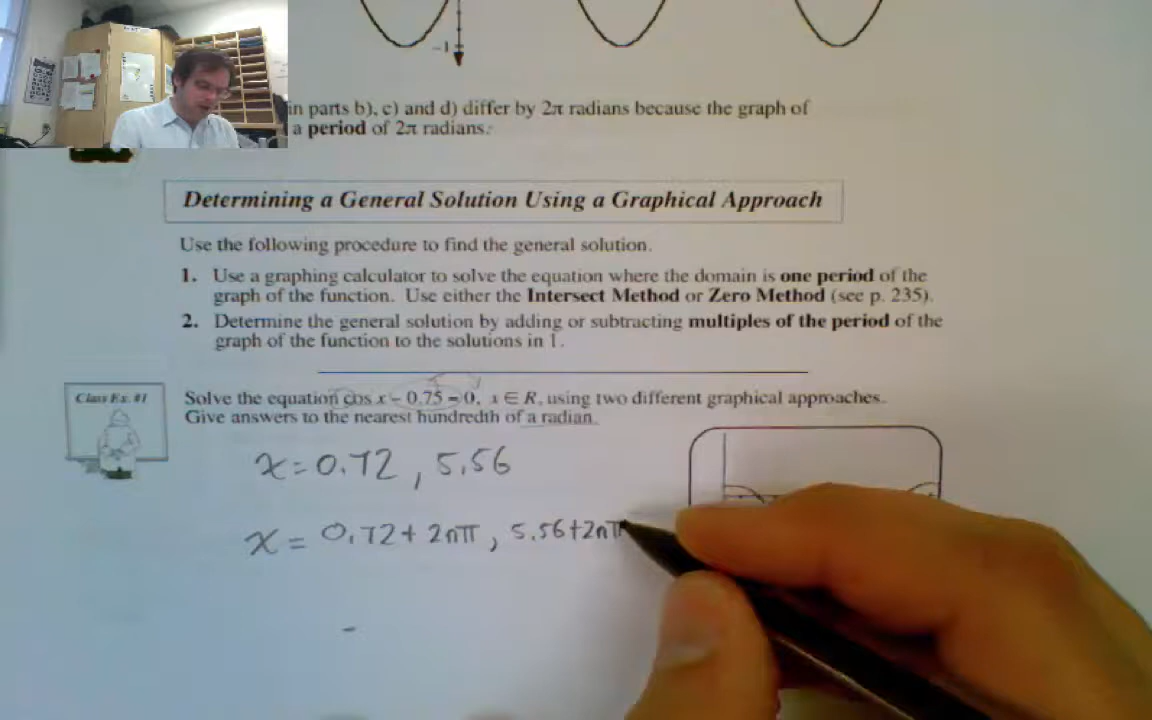 -1
in parts b), c) and d) differ by 2π radians because the graph of
a period of 2π radians.
Determining a General Solution Using a Graphical Approach
Use the following procedure to find the general solution.
1. Use a graphing calculator to solve the equation where the domain is one period of the
graph of the function. Use either the Intersect Method or Zero Method (see p. 235).
2. Determine the general solution by adding or subtracting multiples of the period of the
graph of the function to the solutions in 1.
Class Ex. #1
Solve the equation cos x – 0.75 = 0, x ∈ R, using two different graphical approaches.
Give answers to the nearest hundredth of a radian.
x = 0.72 , 5.56
x = 0.72 + 2nπ , 5.56+2nπ